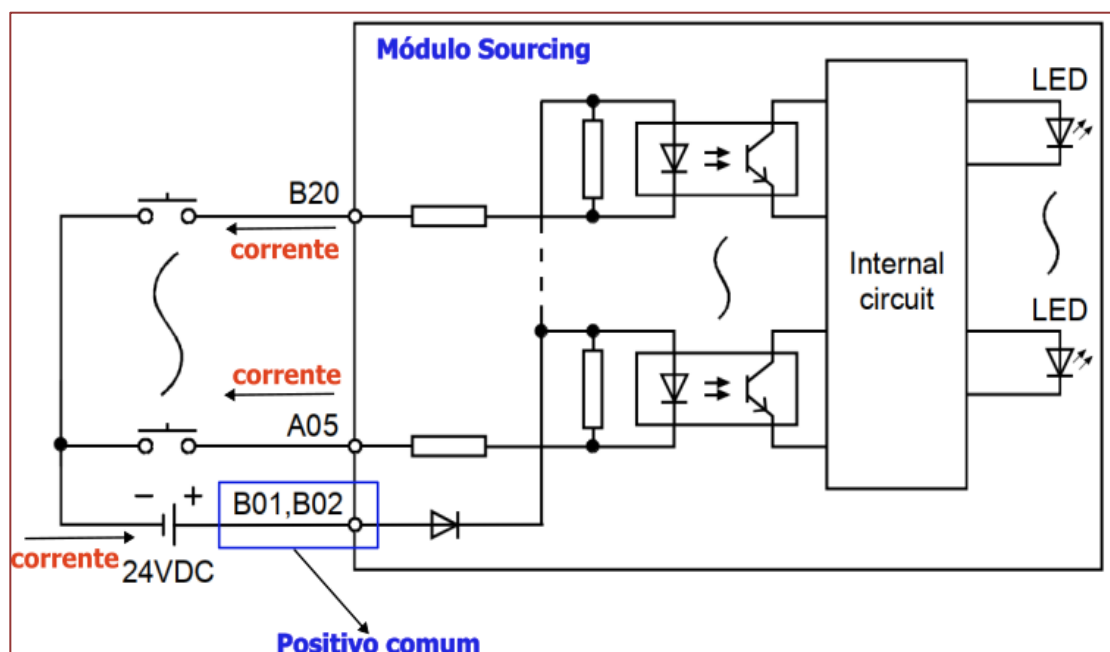 Módulo Sourcing
LED
B20
corrente
Internal
circuit
LED
corrente
A05
− +
B01,B02
corrente
24VDC
Positivo comum